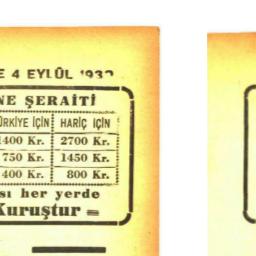 E 4 EYLÛL 193
NE ŞERAİTİ
ÜRKİYE İÇİN HARİÇ İÇİN
1400 Kr. 2700 Kr.
750 Kr. 1450 Kr.
400 Kr. 800 Kr.
sı her yerde
Kuruştur